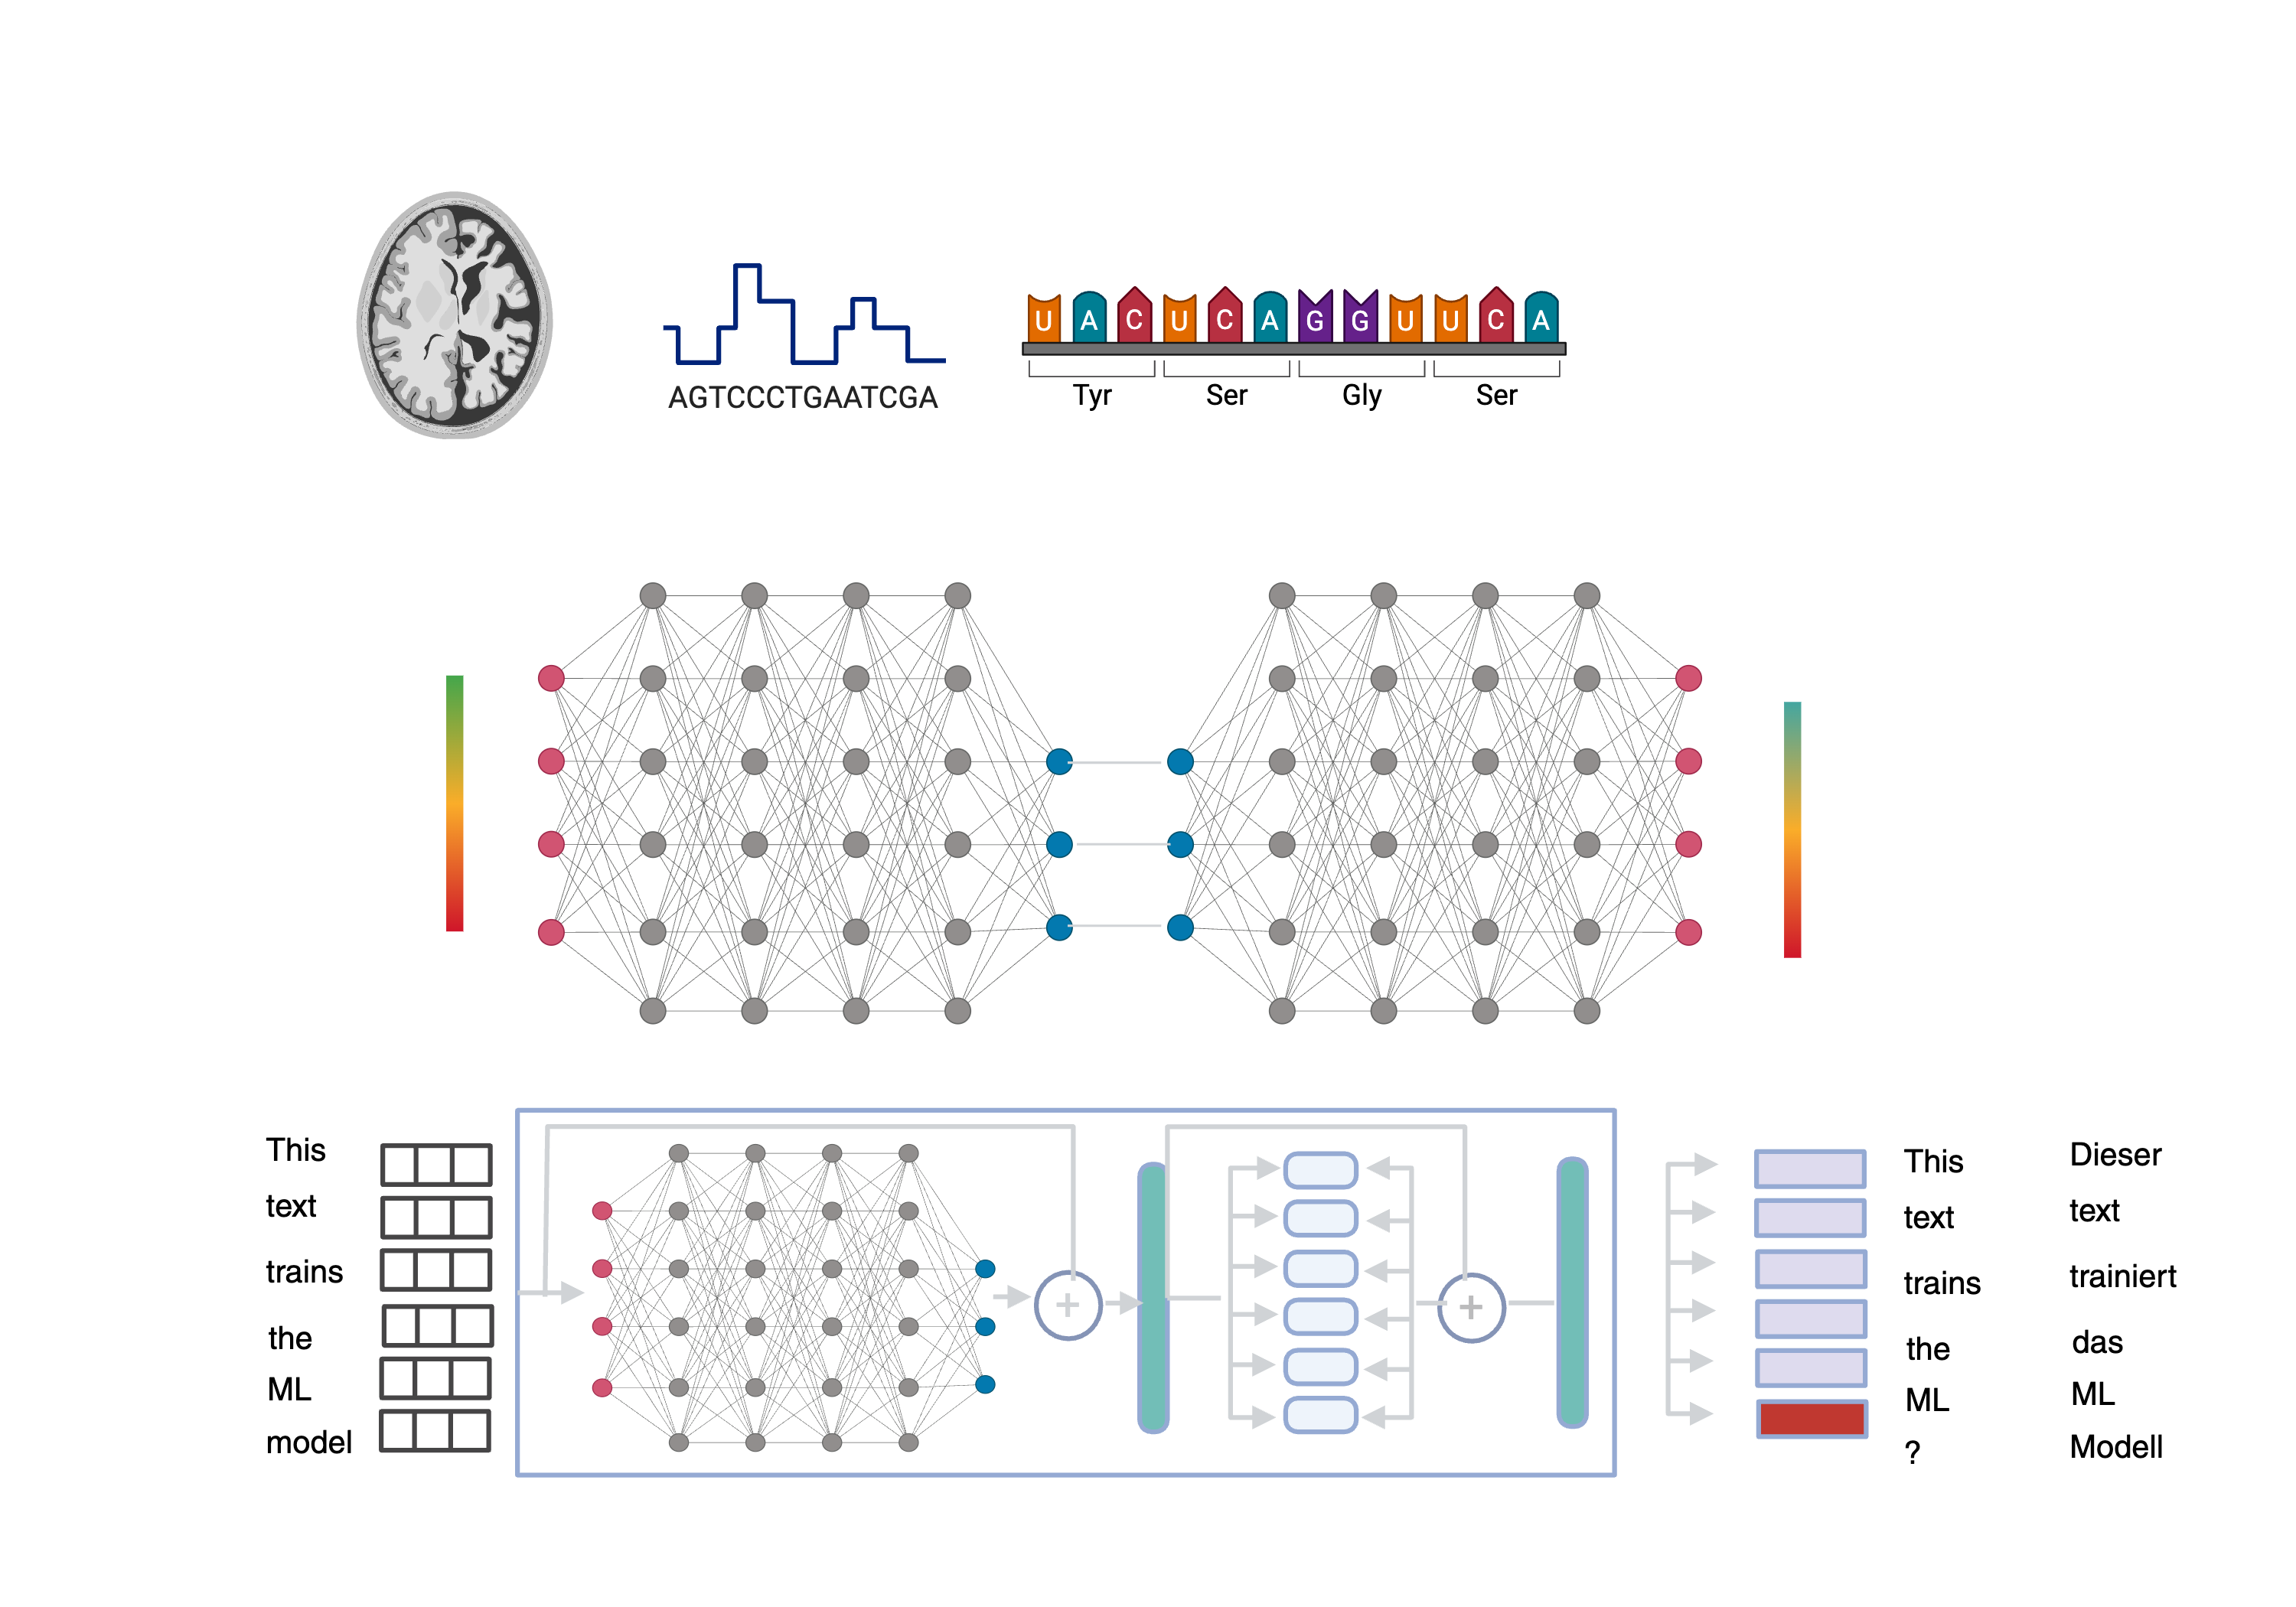 U A C U C A G G U U C A
AGTCCCTGAATCGA
Tyr Ser Gly Ser
This
text
trains
the
ML
model
+
+
This
text
trains
the
ML
?
Dieser
text
trainiert
das
ML
Modell